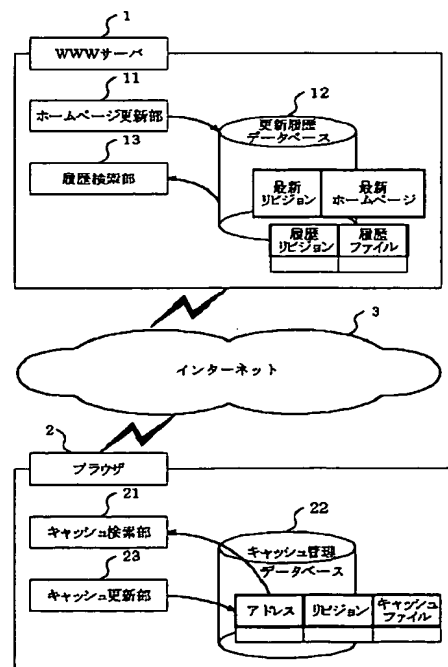 1
WWWサーバ
11
ホームページ更新部
12
更新履歴
データベース
13
履歴検索部
最新
リビジョン
最新
ホームページ
履歴
リビジョン
履歴
ファイル
3
インターネット
2
ブラウザ
21
キャッシュ検索部
22
キャッシュ管理
データベース
23
キャッシュ更新部
アドレス
リビジョン
キャッシュ
ファイル